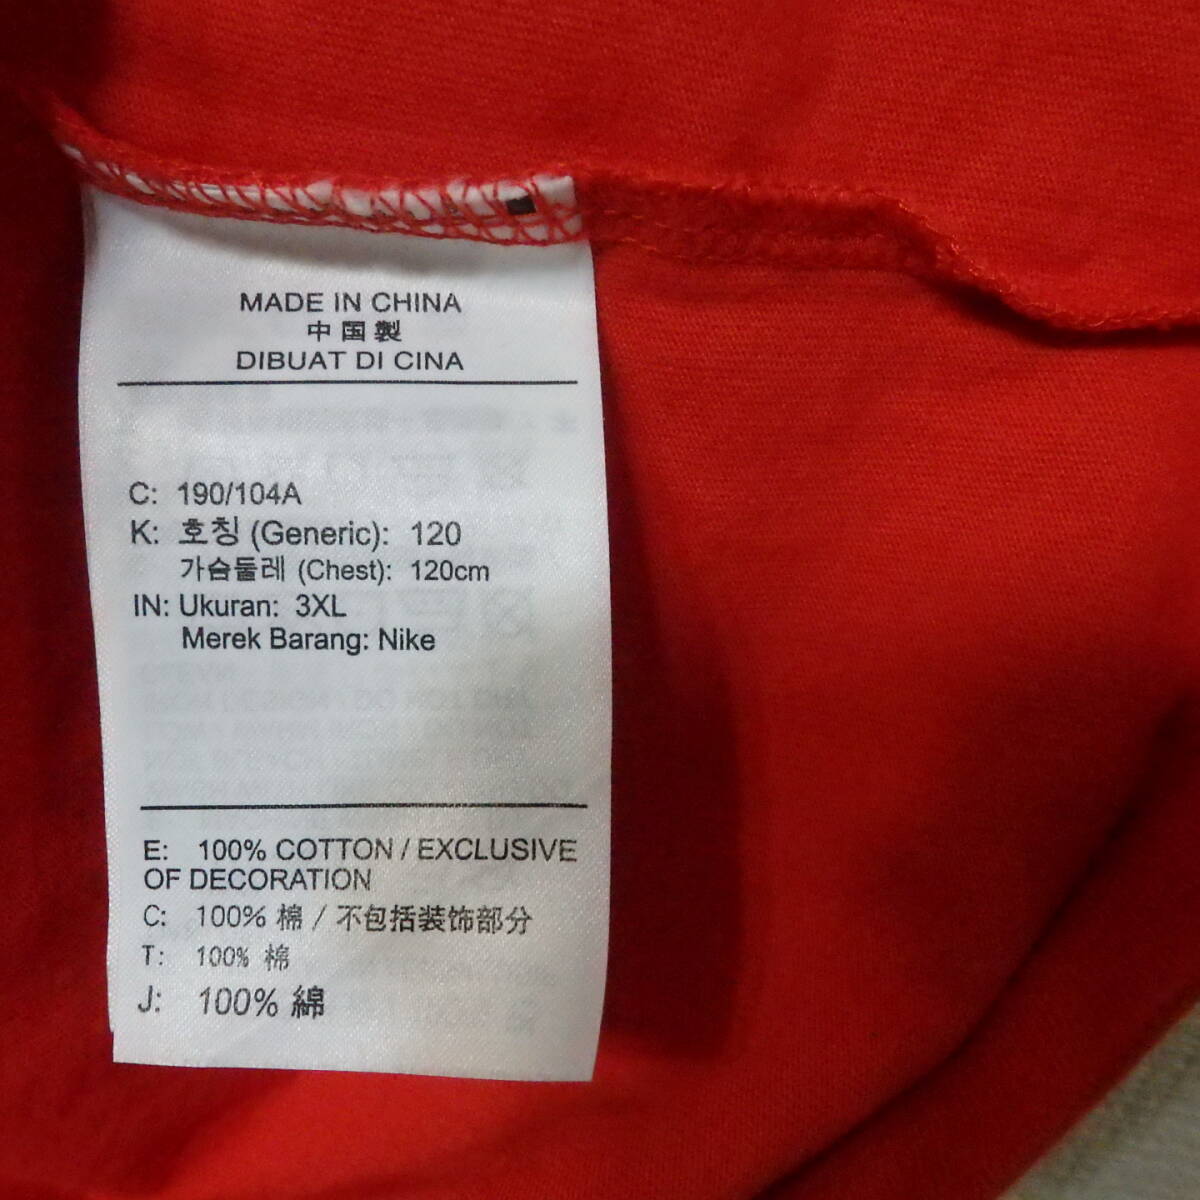 MADE IN CHINA
中国製
DIBUAT DI CINA
C: 190/104A
K: 호칭 (Generic): 120
가슴둘레 (Chest): 120cm
IN: Ukuran: 3XL
Merek Barang: Nike
E: 100% COTTON / EXCLUSIVE
OF DECORATION
C: 100% 棉 / 不包括装饰部分
T: 100% 棉
J: 100% 綿